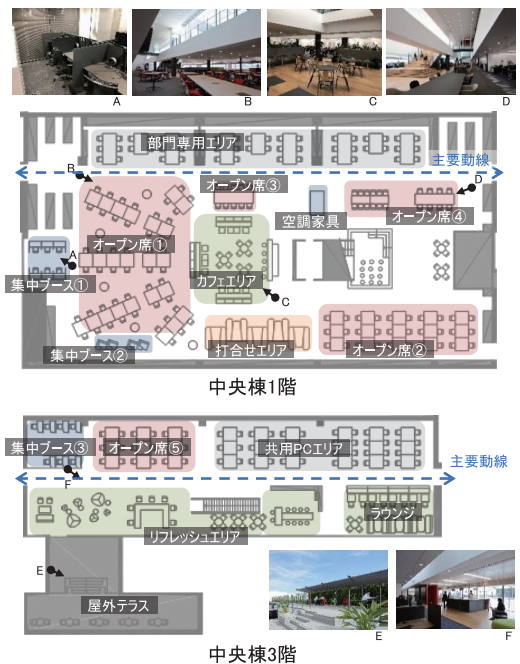 A
B
C
D
部門専用エリア
主要動線
B
オープン席③
D
オープン席④
空調家具
オープン席①
A
集中ブース①
カフェエリア
C
集中ブース②
打合せエリア
オープン席②
中央棟1階
集中ブース③
オープン席⑤
共用PCエリア
主要動線
F
リフレッシュエリア
ラウンジ
E
屋外テラス
E
F
中央棟3階